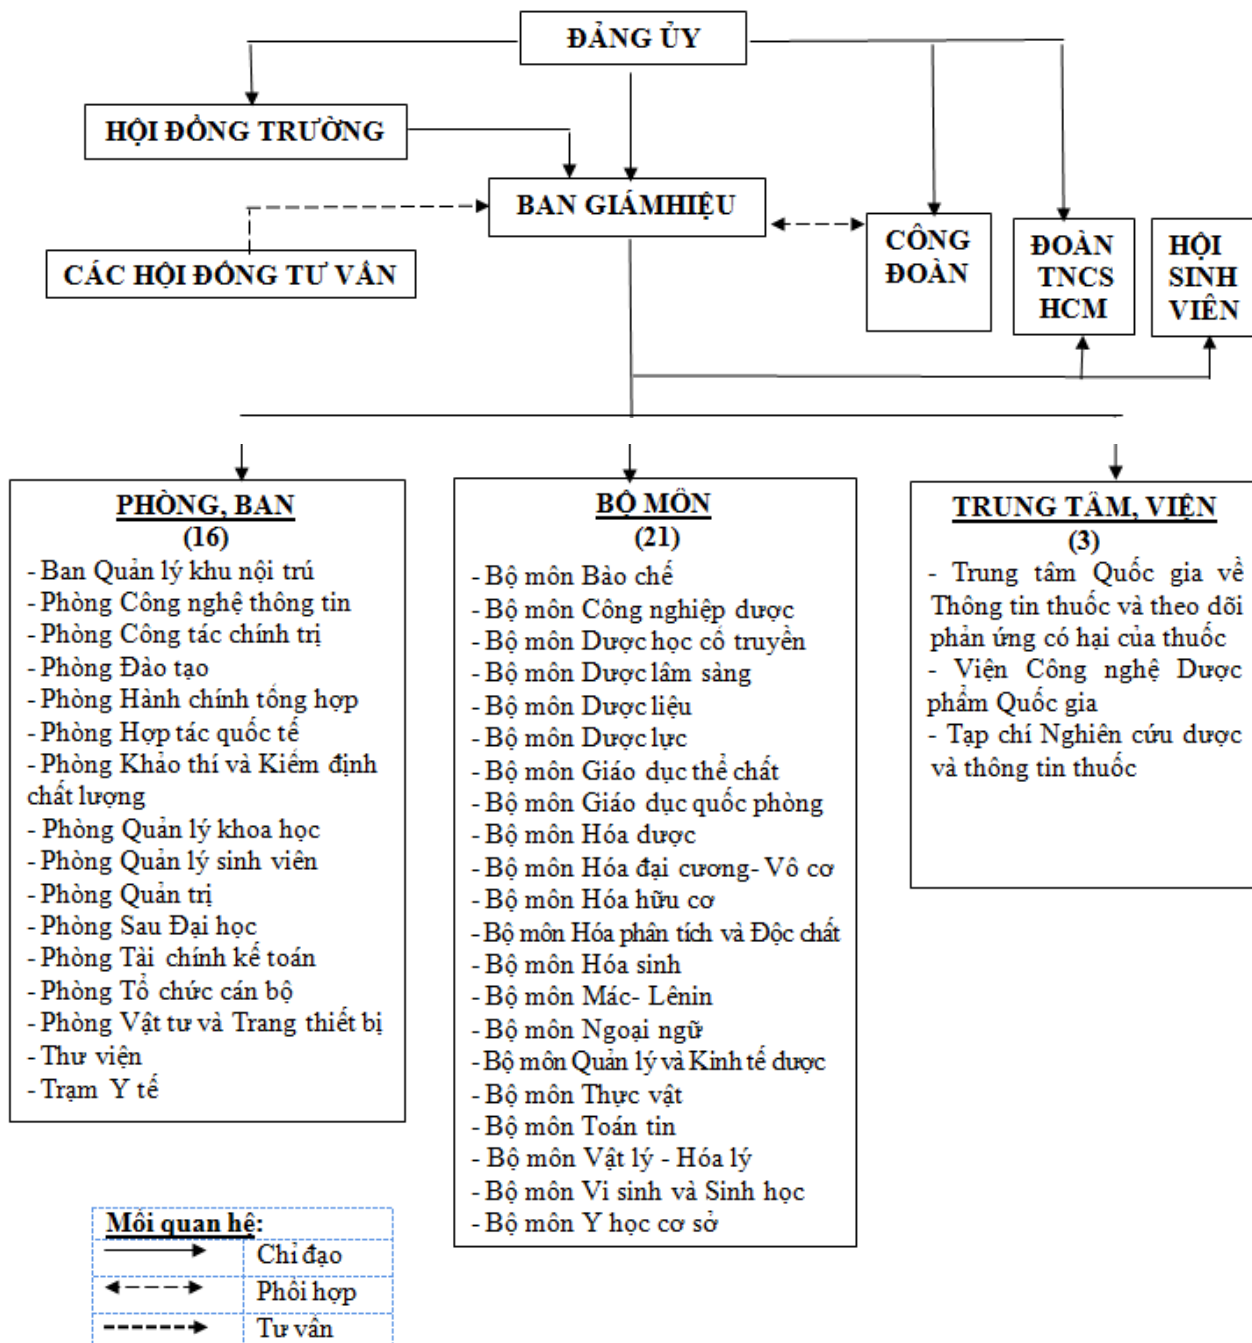 ĐẢNG ỦY
HỘI ĐỒNG TRƯỜNG
BAN GIÁMHIỆU
CÁC HỘI ĐỒNG TƯ VẤN
CÔNG
ĐOÀN
ĐOÀN
TNCS
HCM
HỘI
SINH
VIÊN
PHÒNG, BAN
(16)
- Ban Quản lý khu nội trú
- Phòng Công nghệ thông tin
- Phòng Công tác chính trị
- Phòng Đào tạo
- Phòng Hành chính tổng hợp
- Phòng Hợp tác quốc tế
- Phòng Khảo thí và Kiểm định
chất lượng
- Phòng Quản lý khoa học
- Phòng Quản lý sinh viên
- Phòng Quản trị
- Phòng Sau Đại học
- Phòng Tài chính kế toán
- Phòng Tổ chức cán bộ
- Phòng Vật tư và Trang thiết bị
- Thư viện
- Trạm Y tế
BỘ MÔN
(21)
- Bộ môn Bào chế
- Bộ môn Công nghiệp dược
- Bộ môn Dược học cổ truyền
- Bộ môn Dược lâm sàng
- Bộ môn Dược liệu
- Bộ môn Dược lực
- Bộ môn Giáo dục thể chất
- Bộ môn Giáo dục quốc phòng
- Bộ môn Hóa dược
- Bộ môn Hóa đại cương- Vô cơ
- Bộ môn Hóa hữu cơ
- Bộ môn Hóa phân tích và Độc chất
- Bộ môn Hóa sinh
- Bộ môn Mác- Lênin
- Bộ môn Ngoại ngữ
- Bộ môn Quản lý và Kinh tế dược
- Bộ môn Thực vật
- Bộ môn Toán tin
- Bộ môn Vật lý - Hóa lý
- Bộ môn Vi sinh và Sinh học
- Bộ môn Y học cơ sở
TRUNG TÂM, VIỆN
(3)
- Trung tâm Quốc gia về
Thông tin thuốc và theo dõi
phản ứng có hại của thuốc
- Viện Công nghệ Dược
phẩm Quốc gia
- Tạp chí Nghiên cứu dược
và thông tin thuốc
Mối quan hệ:
Chỉ đạo
Phối hợp
Tư vấn